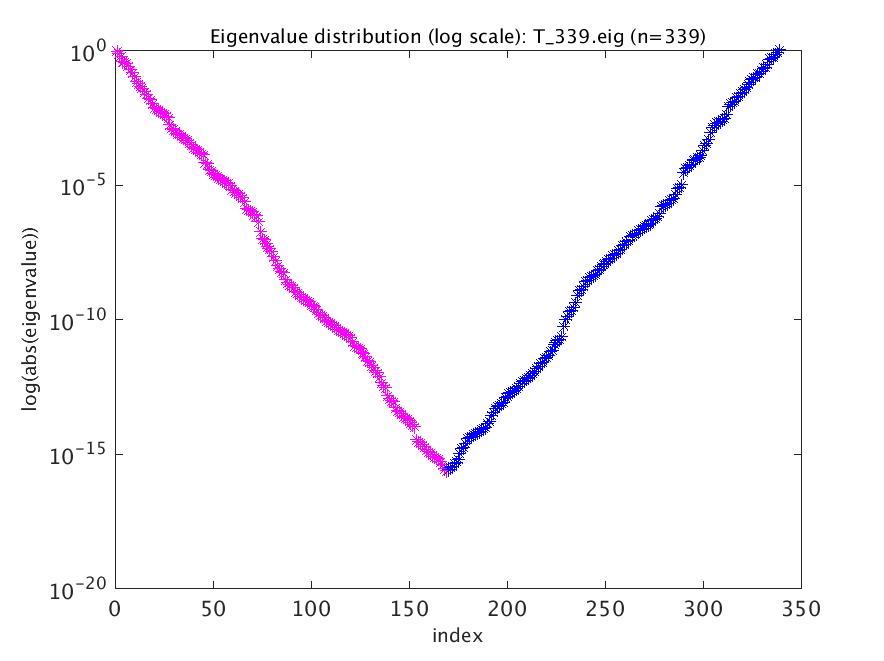 Eigenvalue distribution (log scale): T_339.eig (n=339)
10^0
10^-5
10^-10
10^-15
10^-20
log(abs(eigenvalue))
0 50 100 150 200 250 300 350
index